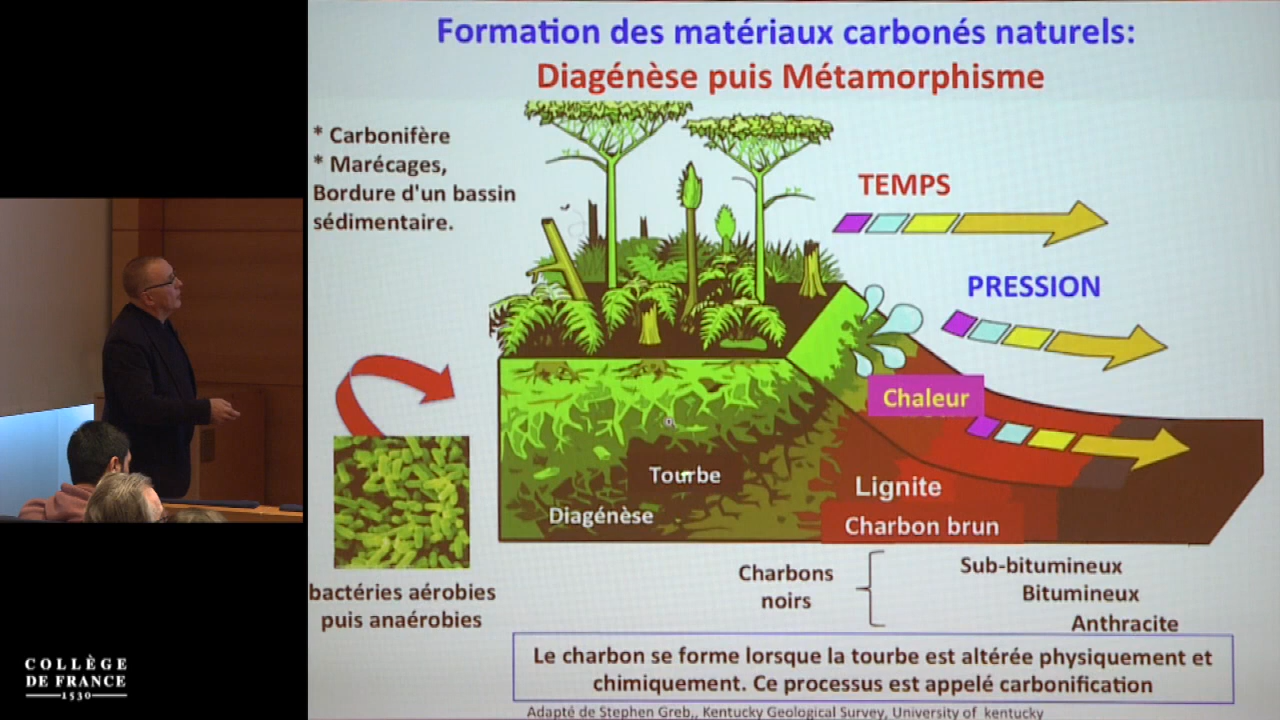 Formation des matériaux carbonés naturels:
Diagénèse puis Métamorphisme
* Carbonifère
* Marécages,
Bordure d'un bassin
sédimentaire.
TEMPS
PRESSION
Chaleur
Tourbe
Diagénèse
Lignite
Charbon brun
bactéries aérobies
puis anaérobies
Charbons
noirs
Sub-bitumineux
Bitumineux
Anthracite
Le charbon se forme lorsque la tourbe est altérée physiquement et
chimiquement. Ce processus est appelé carbonification
Adapté de Stephen Greb,, Kentucky Geological Survey, University of kentucky
COLLÈGE
DE FRANCE
1530